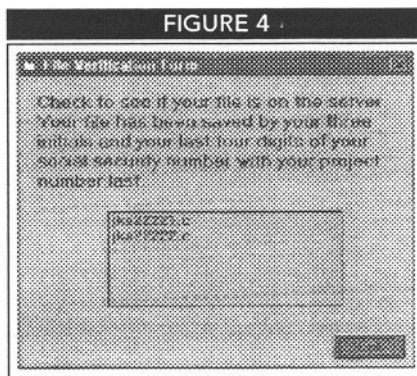 FIGURE 4
File Verification Form
Check to see if your file is on the server
Your file has been saved by your three
initials and your last four digits of your
social security number with your project
number last.